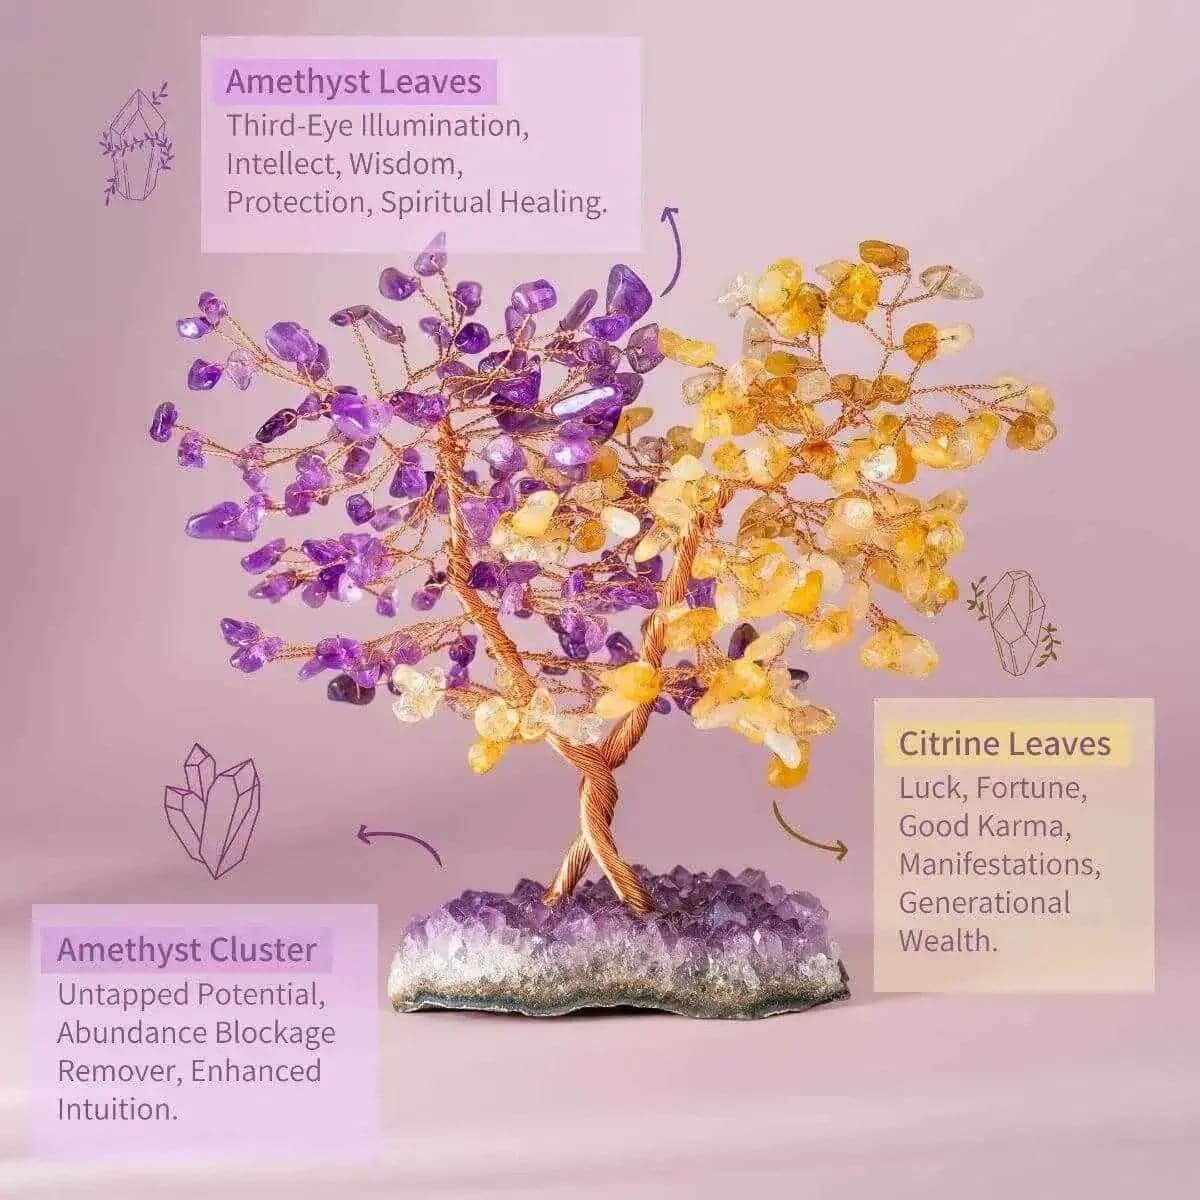 Amethyst Leaves
Third-Eye Illumination,
Intellect, Wisdom,
Protection, Spiritual Healing.
Citrine Leaves
Luck, Fortune,
Good Karma,
Manifestations,
Generational
Wealth.
Amethyst Cluster
Untapped Potential,
Abundance Blockage
Remover, Enhanced
Intuition.